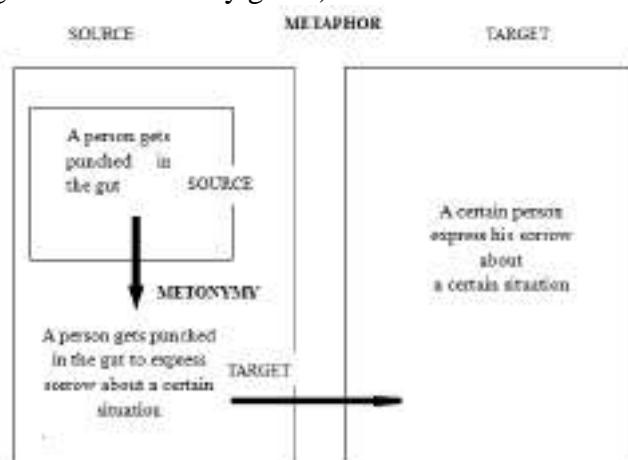 METAPHOR
SOURCE
TARGET
A person gets
punched in
the gut
SOURCE
METONYMY
A person gets punched
in the gut to express
sorrow about a certain
situation
TARGET
A certain person
express his sorrow
about
a certain situation